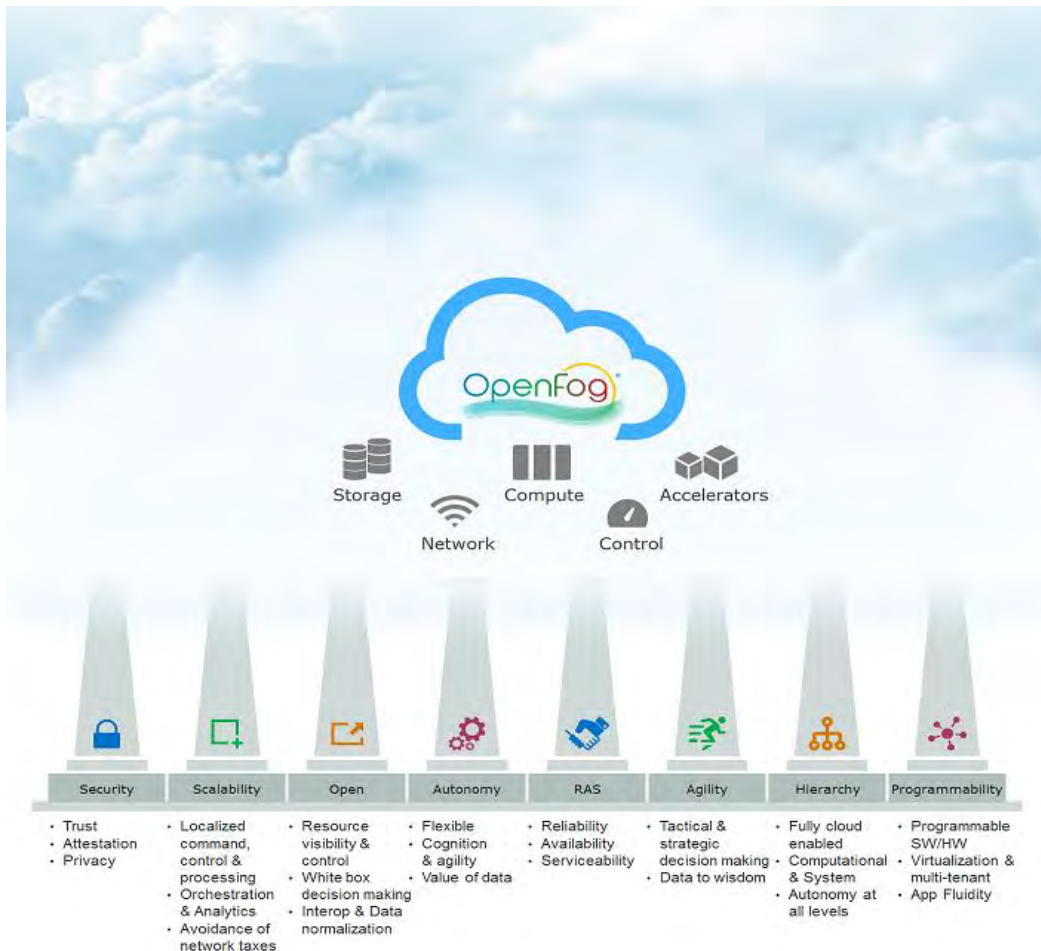 OpenFog
Storage
Compute
Accelerators
Network
Control
Security
Scalability
Open
Autonomy
RAS
Agility
Hierarchy
Programmability
• Trust
• Attestation
• Privacy
• Localized
command,
control &
processing
• Orchestration
& Analytics
• Avoidance of
network taxes
• Resource
visibility &
control
• White box
decision making
• Interop & Data
normalization
• Flexible
• Cognition
& agility
• Value of data
• Reliability
• Availability
• Serviceability
• Tactical &
strategic
decision making
• Data to wisdom
• Fully cloud
enabled
• Computational
& System
• Autonomy at
all levels
• Programmable
SW/HW
• Virtualization &
multi-tenant
• App Fluidity